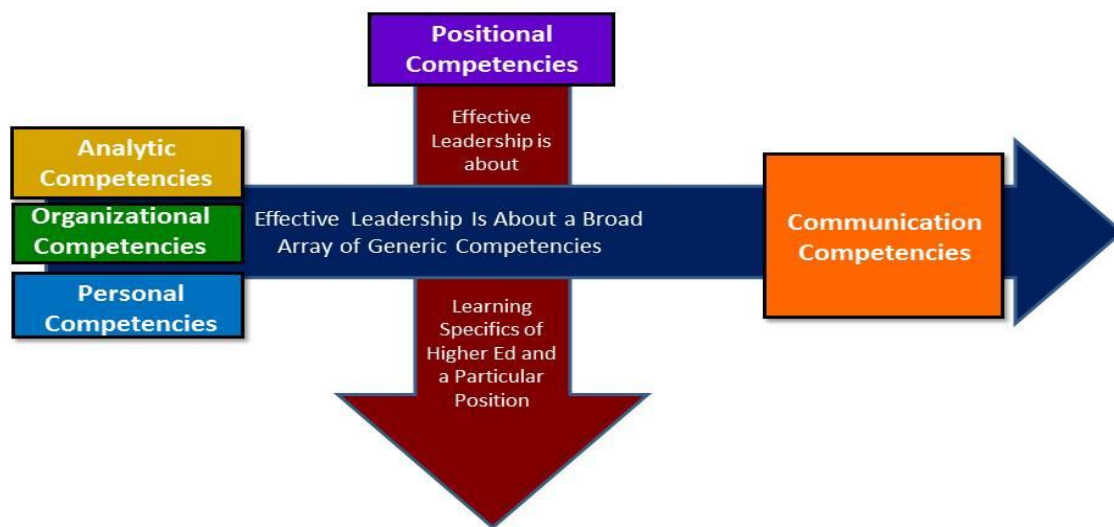 Positional
Competencies
Effective
Leadership is
about
Analytic
Competencies
Organizational
Competencies
Personal
Competencies
Effective Leadership Is About a Broad
Array of Generic Competencies
Communication
Competencies
Learning
Specifics of
Higher Ed and
a Particular
Position